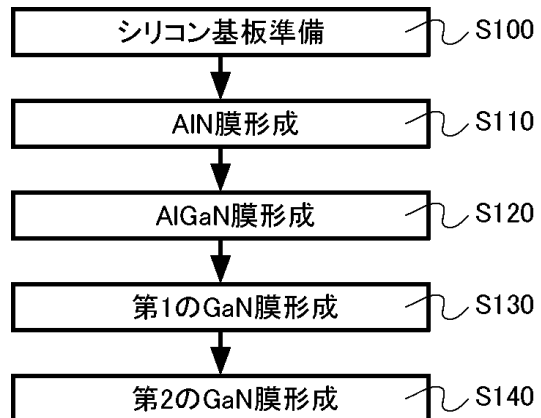 シリコン基板準備 S100
AlN膜形成 S110
AlGaN膜形成 S120
第1のGaN膜形成 S130
第2のGaN膜形成 S140